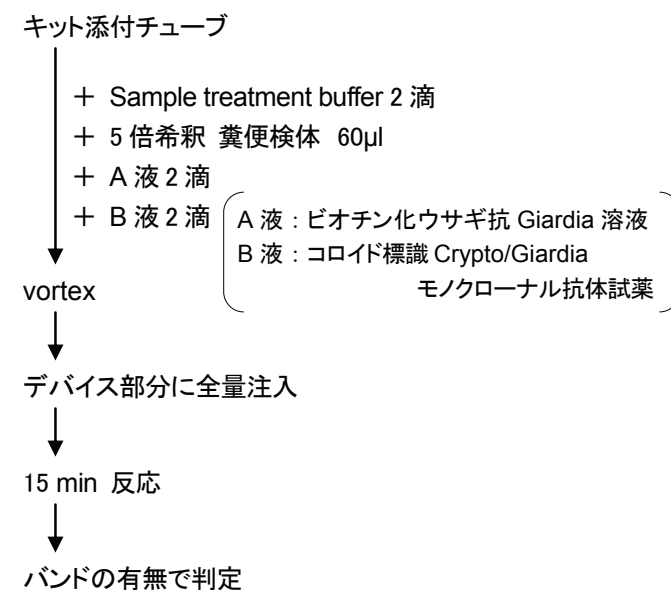 キット添付チューブ
+ Sample treatment buffer 2 滴
+ 5 倍希釈 糞便検体 60µl
+ A 液 2 滴
+ B 液 2 滴
A 液:ビオチン化ウサギ抗 Giardia 溶液
B 液:コロイド標識 Crypto/Giardia
モノクローナル抗体試薬
vortex
デバイス部分に全量注入
15 min 反応
バンドの有無で判定